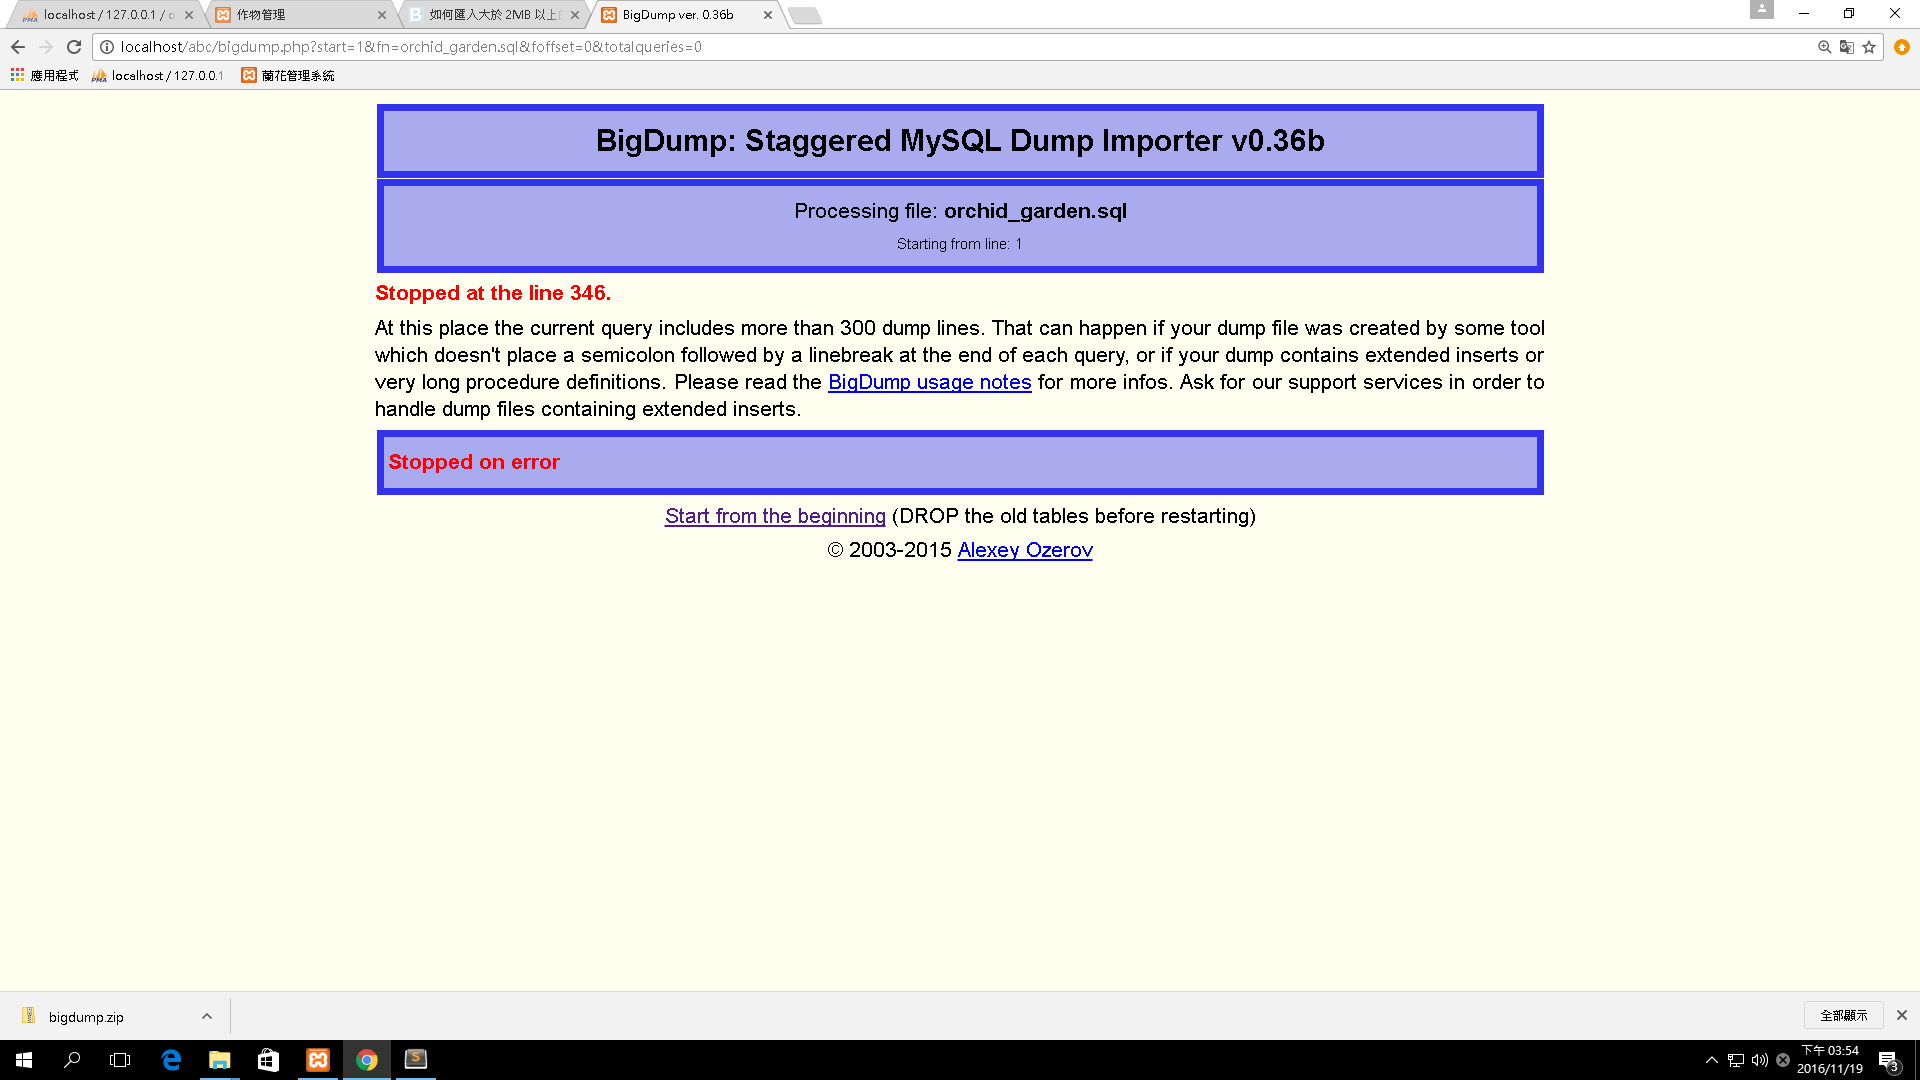 localhost / 127.0.0.1 / o
作物管理
如何匯入大於 2MB 以上的
BigDump ver. 0.36b
localhost/abc/bigdump.php?start=1&fn=orchid_garden.sql&foffset=0&totalqueries=0
應用程式
localhost / 127.0.0.1
蘭花管理系統
BigDump: Staggered MySQL Dump Importer v0.36b
Processing file: orchid_garden.sql
Starting from line: 1
Stopped at the line 346.
At this place the current query includes more than 300 dump lines. That can happen if your dump file was created by some tool
which doesn't place a semicolon followed by a linebreak at the end of each query, or if your dump contains extended inserts or
very long procedure definitions. Please read the BigDump usage notes for more infos. Ask for our support services in order to
handle dump files containing extended inserts.
Stopped on error
Start from the beginning (DROP the old tables before restarting)
© 2003-2015 Alexey Ozerov
bigdump.zip
全部顯示
下午 03:54
2016/11/19
3